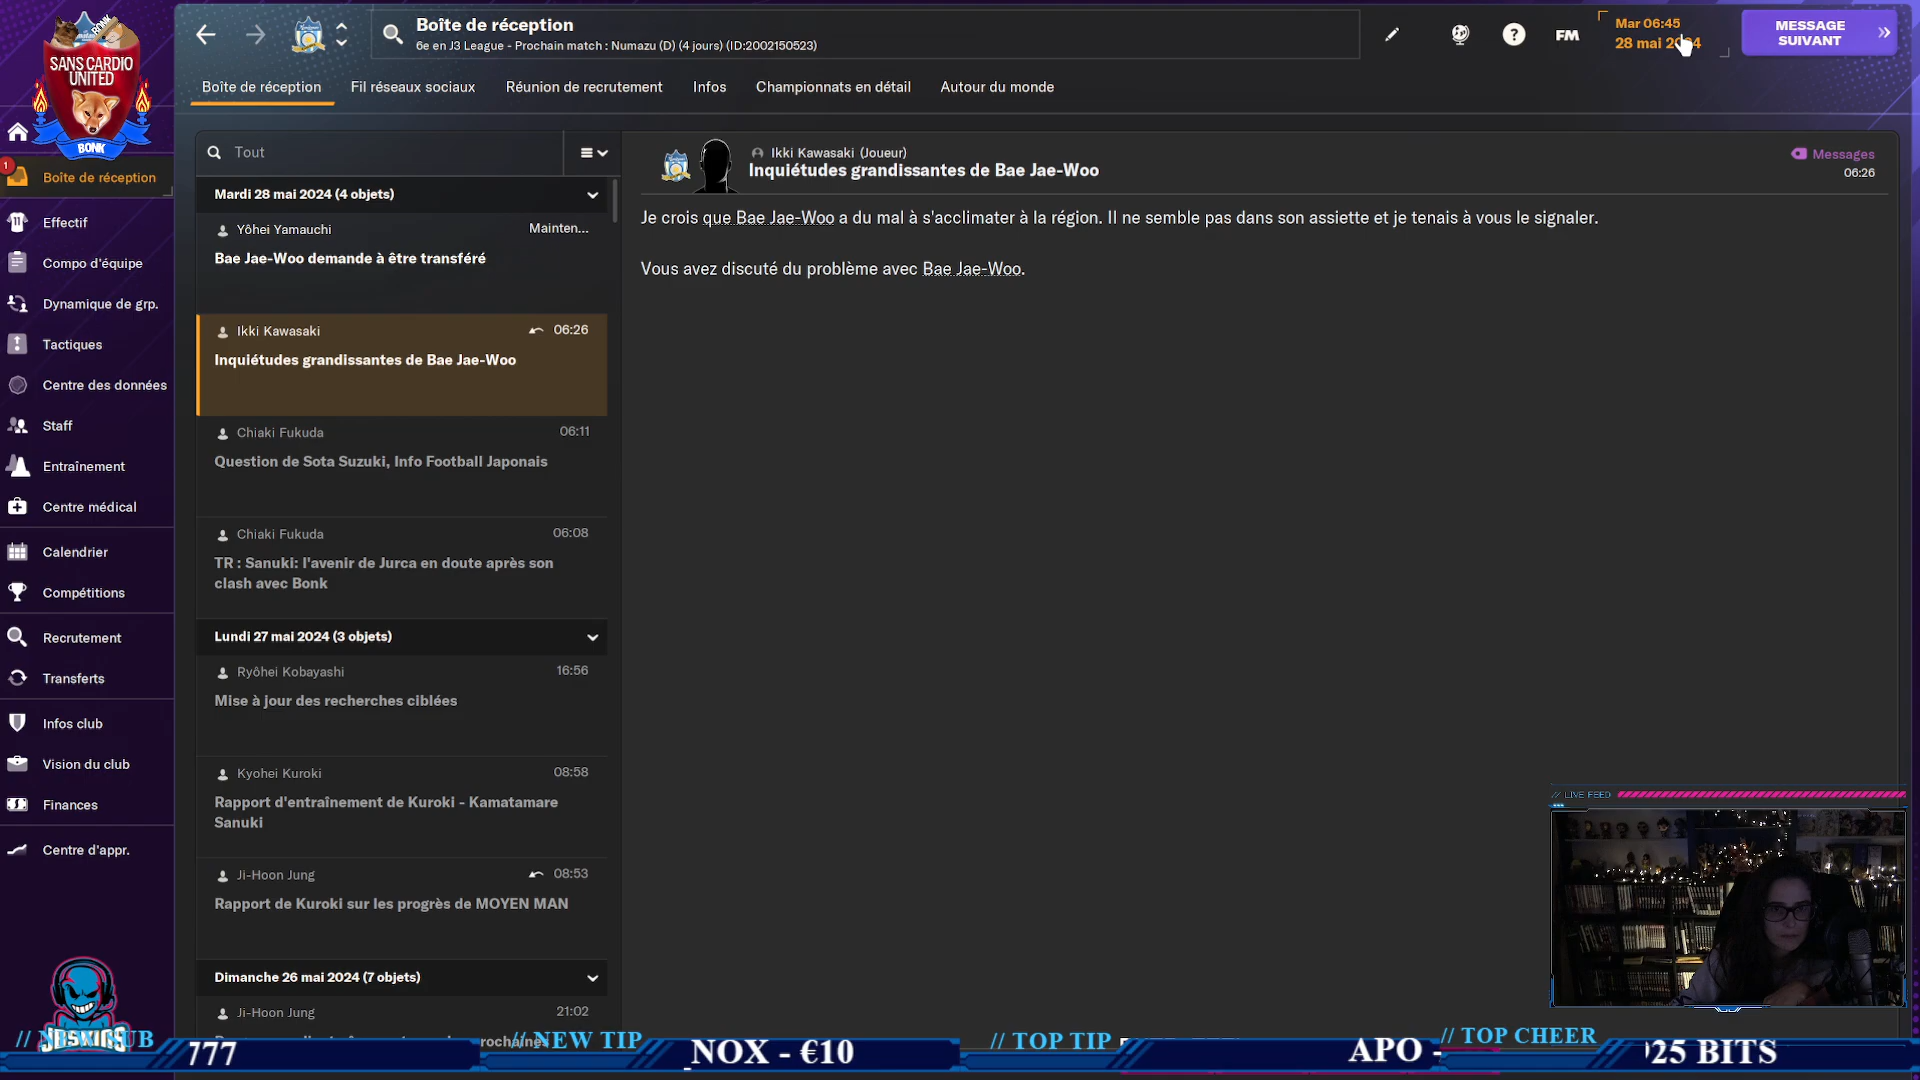 Boîte de réception
6e en J3 League - Prochain match : Numazu (D) (4 jours) (ID:2002150523)
FM
Mar 06:45
28 mai 2024
MESSAGE
SUIVANT
SANS CARDIO
UNITED
BONK
BONK
Boîte de réception
Fil réseaux sociaux
Réunion de recrutement
Infos
Championnats en détail
Autour du monde
1
Boîte de réception
Effectif
Compo d'équipe
Dynamique de grp.
Tactiques
Centre des données
Staff
Entraînement
Centre médical
Calendrier
Compétitions
Recrutement
Transferts
Infos club
Vision du club
Finances
Centre d'appr.
Tout
Mardi 28 mai 2024 (4 objets)
Yôhei Yamauchi
Mainten...
Bae Jae-Woo demande à être transféré
Ikki Kawasaki
06:26
Inquiétudes grandissantes de Bae Jae-Woo
Chiaki Fukuda
06:11
Question de Sota Suzuki, Info Football Japonais
Chiaki Fukuda
06:08
TR : Sanuki: l'avenir de Jurca en doute après son
clash avec Bonk
Lundi 27 mai 2024 (3 objets)
Ryôhei Kobayashi
16:56
Mise à jour des recherches ciblées
Kyohei Kuroki
08:58
Rapport d'entraînement de Kuroki - Kamatamare
Sanuki
Ji-Hoon Jung
08:53
Rapport de Kuroki sur les progrès de MOYEN MAN
Dimanche 26 mai 2024 (7 objets)
Ji-Hoon Jung
21:02
Ikki Kawasaki (Joueur)
Inquiétudes grandissantes de Bae Jae-Woo
Messages
06:26
Je crois que Bae Jae-Woo a du mal à s'acclimater à la région. Il ne semble pas dans son assiette et je tenais à vous le signaler.
Vous avez discuté du problème avec Bae Jae-Woo.
// LIVE FEED
// NEW SUB
777
// NEW TIP
_NOX - €10
// TOP TIP
APO -
// TOP CHEER
25 BITS